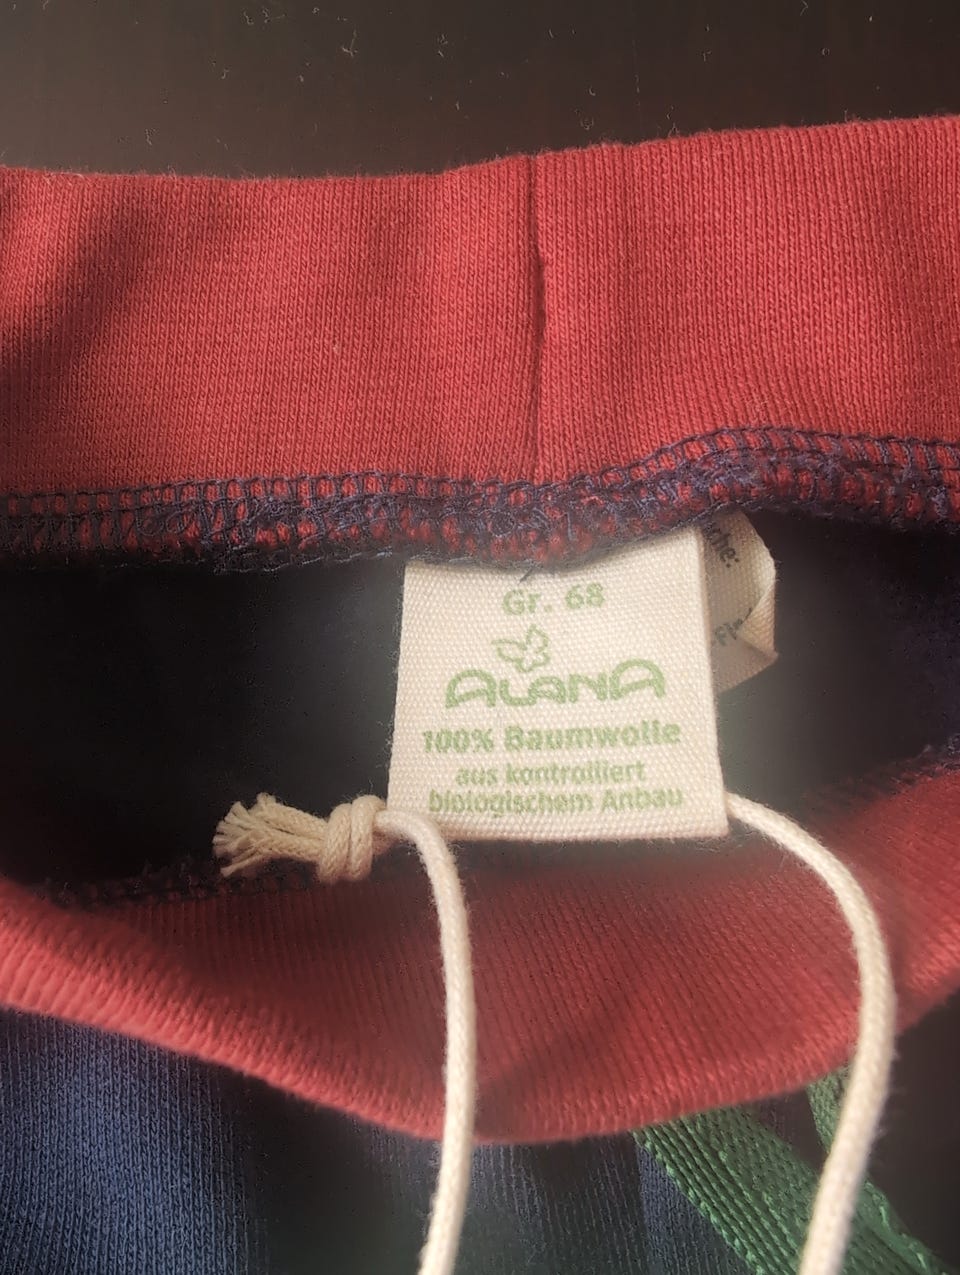 Gr. 68
ALANA
100% Baumwolle
aus kontrolliert
biologischem Anbau